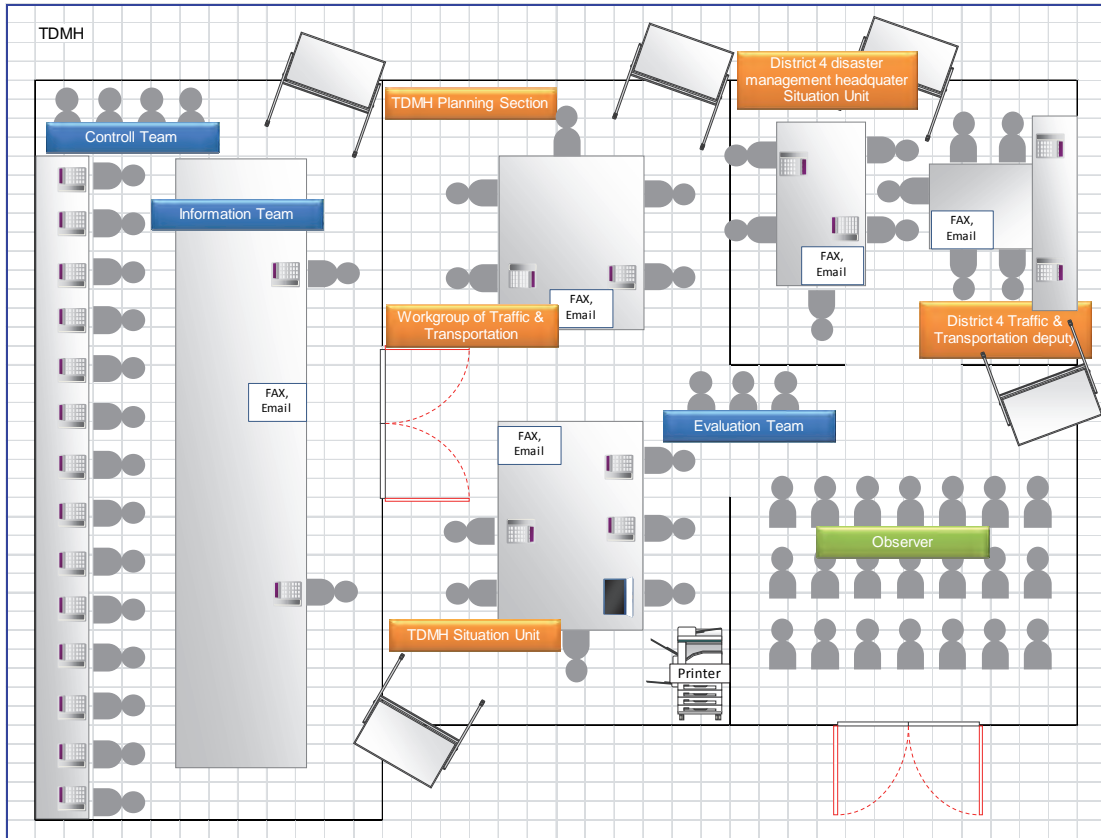 TDMH
Controll Team
Information Team
FAX,
Email
TDMH Planning Section
FAX,
Email
Workgroup of Traffic &
Transportation
District 4 disaster
management headquater
Situation Unit
FAX,
Email
FAX,
Email
District 4 Traffic &
Transportation deputy
Evaluation Team
FAX,
Email
TDMH Situation Unit
Printer
Observer